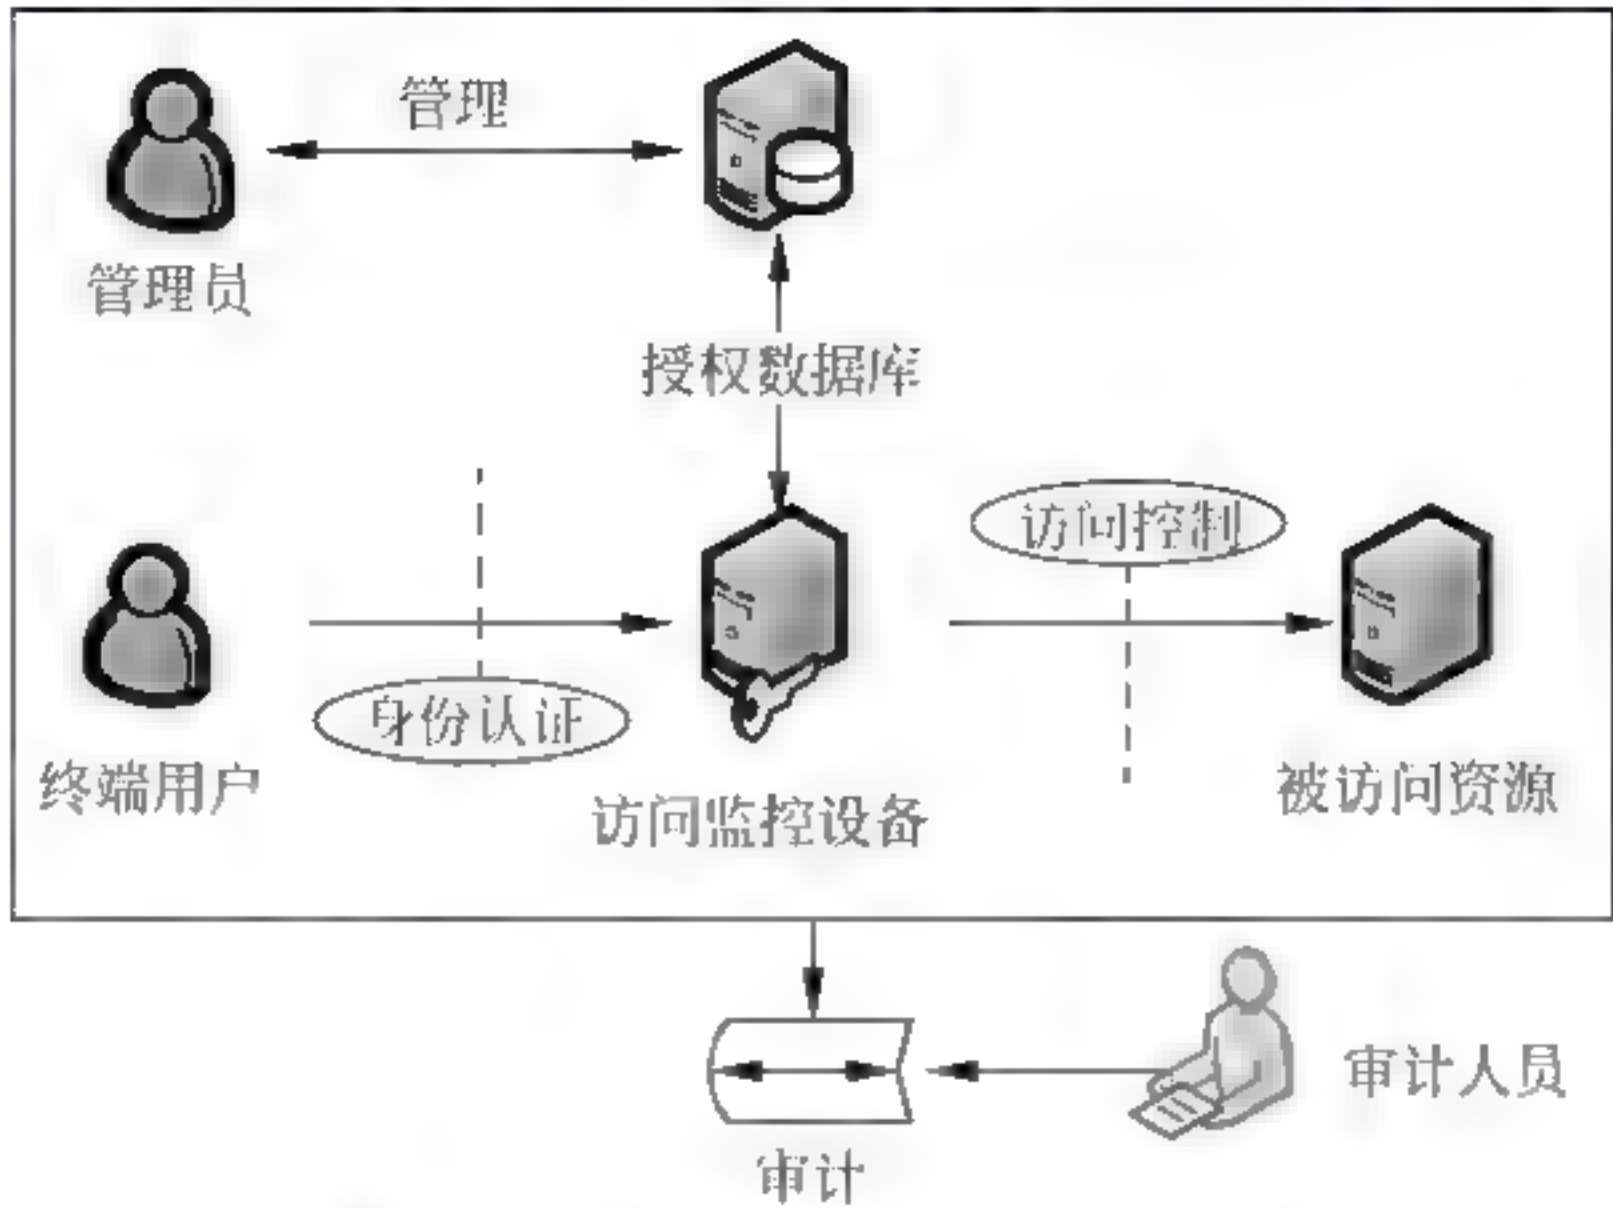 管理
管理员
授权数据库
访问控制
身份认证
终端用户
访问监控设备
被访问资源
审计人员
审计